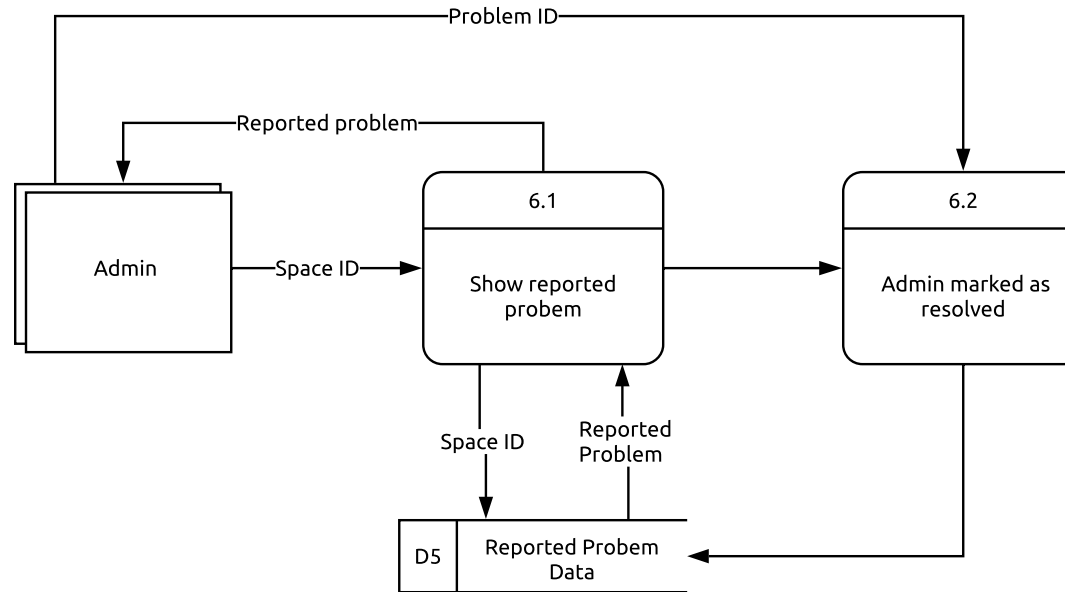 Problem ID
Reported problem
6.1
6.2
Admin
Space ID
Show reported
probem
Admin marked as
resolved
Space ID
Reported
Problem
D5
Reported Probem
Data